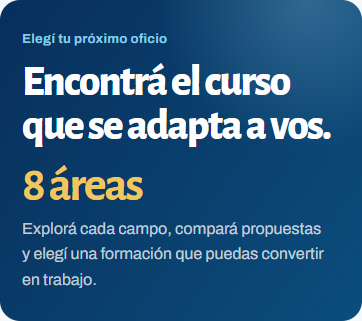 Elegí tu próximo oficio
Encontrá el curso
que se adapta a vos.
8 áreas
Explorá cada campo, compará propuestas
y elegí una formación que puedas convertir
en trabajo.